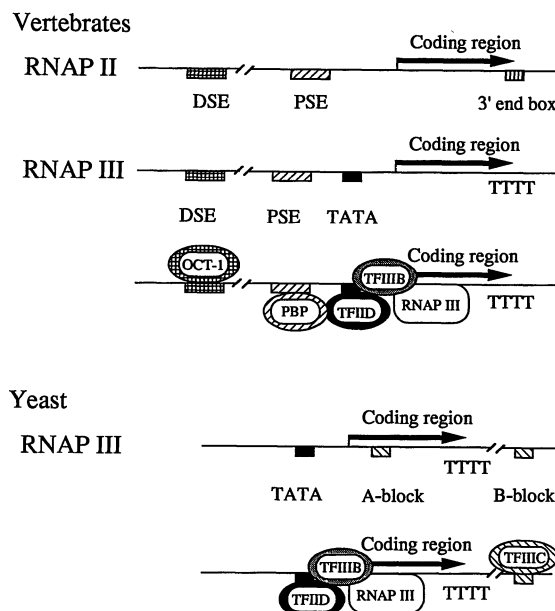 Vertebrates
Coding region
RNAP II
DSE PSE 3' end box
Coding region
RNAP III
TTTT
DSE PSE TATA
OCT-1 TFIIIB Coding region
PBP TFIID RNAP III TTTT
Yeast
Coding region
RNAP III
TTTT
TATA A-block B-block
TFIIIB Coding region TFIIIC
TFIID RNAP III TTTT